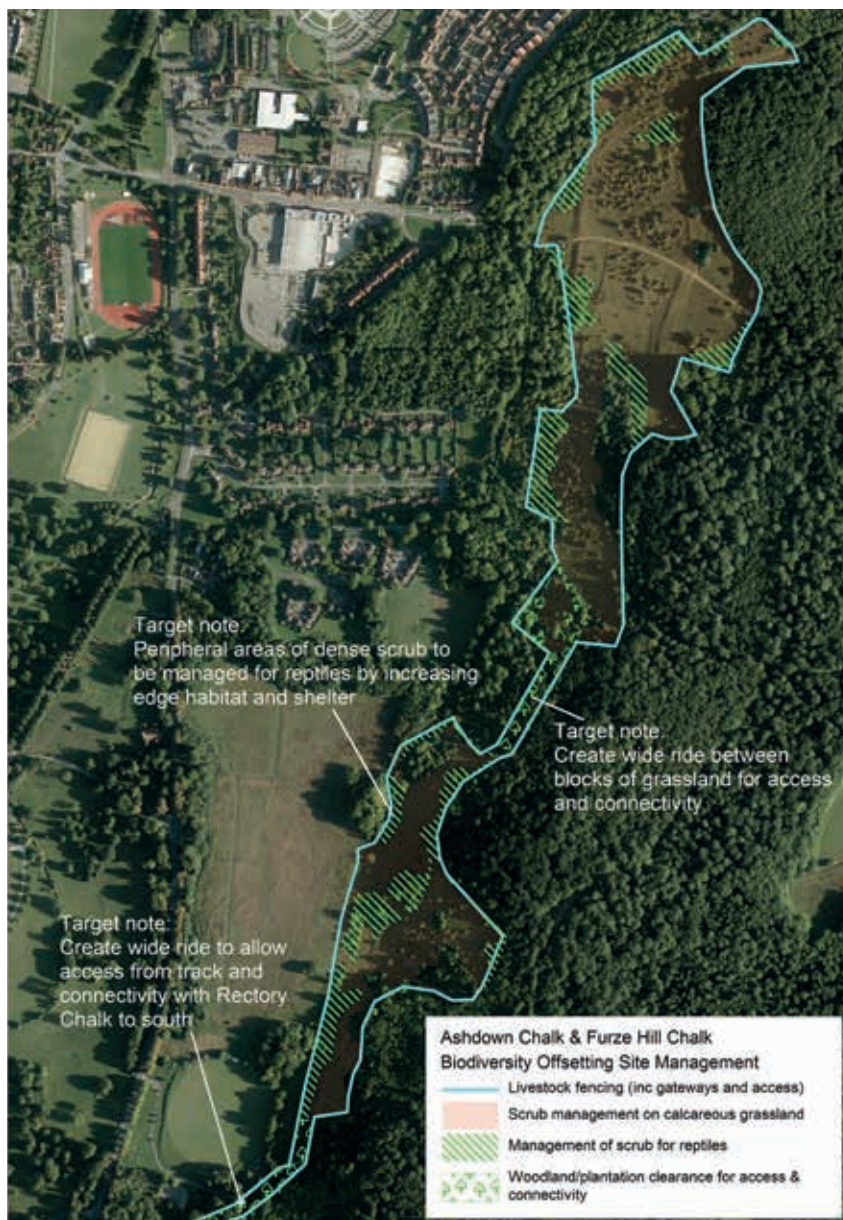 Target note:
Peripheral areas of dense scrub to
be managed for reptiles by increasing
edge habitat and shelter
Target note:
Create wide ride between
blocks of grassland for access
and connectivity
Target note:
Create wide ride to allow
access from track and
connectivity with Rectory
Chalk to south
Ashdown Chalk & Furze Hill Chalk
Biodiversity Offsetting Site Management
Livestock fencing (inc gateways and access)
Scrub management on calcareous grassland
Management of scrub for reptiles
Woodland/plantation clearance for access &
connectivity